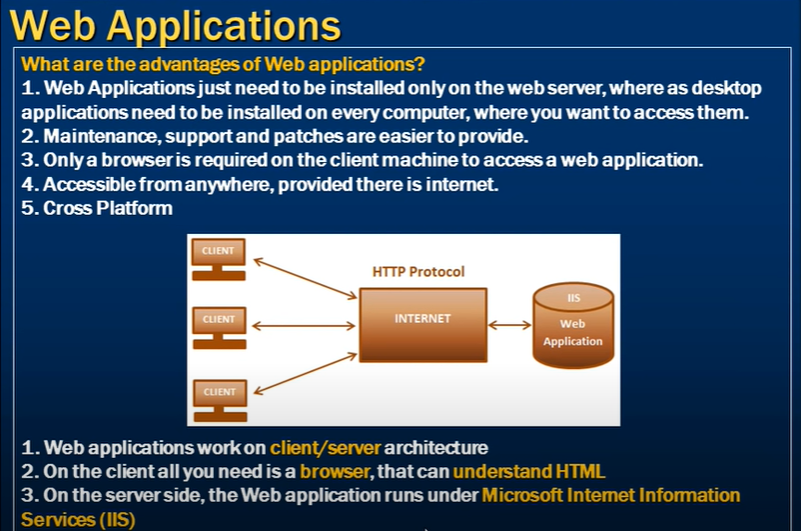 Web Applications
What are the advantages of Web applications?
1. Web Applications just need to be installed only on the web server, where as desktop
applications need to be installed on every computer, where you want to access them.
2. Maintenance, support and patches are easier to provide.
3. Only a browser is required on the client machine to access a web application.
4. Accessible from anywhere, provided there is internet.
5. Cross Platform
CLIENT
HTTP Protocol
IIS
CLIENT
INTERNET
Web
Application
CLIENT
1. Web applications work on client/server architecture
2. On the client all you need is a browser, that can understand HTML
3. On the server side, the Web application runs under Microsoft Internet Information
Services (IIS)